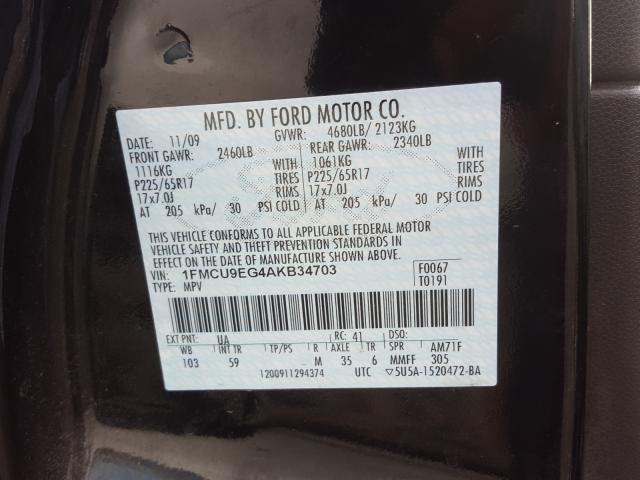 MFD. BY FORD MOTOR CO.
DATE: 11/09 GVWR: 4680LB/ 2123KG
FRONT GAWR: 2460LB REAR GAWR: 2340LB
1116KG WITH 1061KG WITH
P225/65R17 TIRES P225/65R17 TIRES
17x7.0J RIMS 17x7.0J RIMS
AT 205 kPa/ 30 PSI COLD AT 205 kPa/ 30 PSI COLD
THIS VEHICLE CONFORMS TO ALL APPLICABLE FEDERAL MOTOR
VEHICLE SAFETY AND THEFT PREVENTION STANDARDS IN
EFFECT ON THE DATE OF MANUFACTURE SHOWN ABOVE.
VIN: 1FMCU9EG4AKB34703 F0067
TYPE: MPV T0191
EXT PNT: UA RC: 41 DSO:
WB INT TR TP/PS R AXLE TR SPR AM71F
103 59 M 35 6 MMFF 305
1200911294374 UTC ▽5U5A-1520472-BA